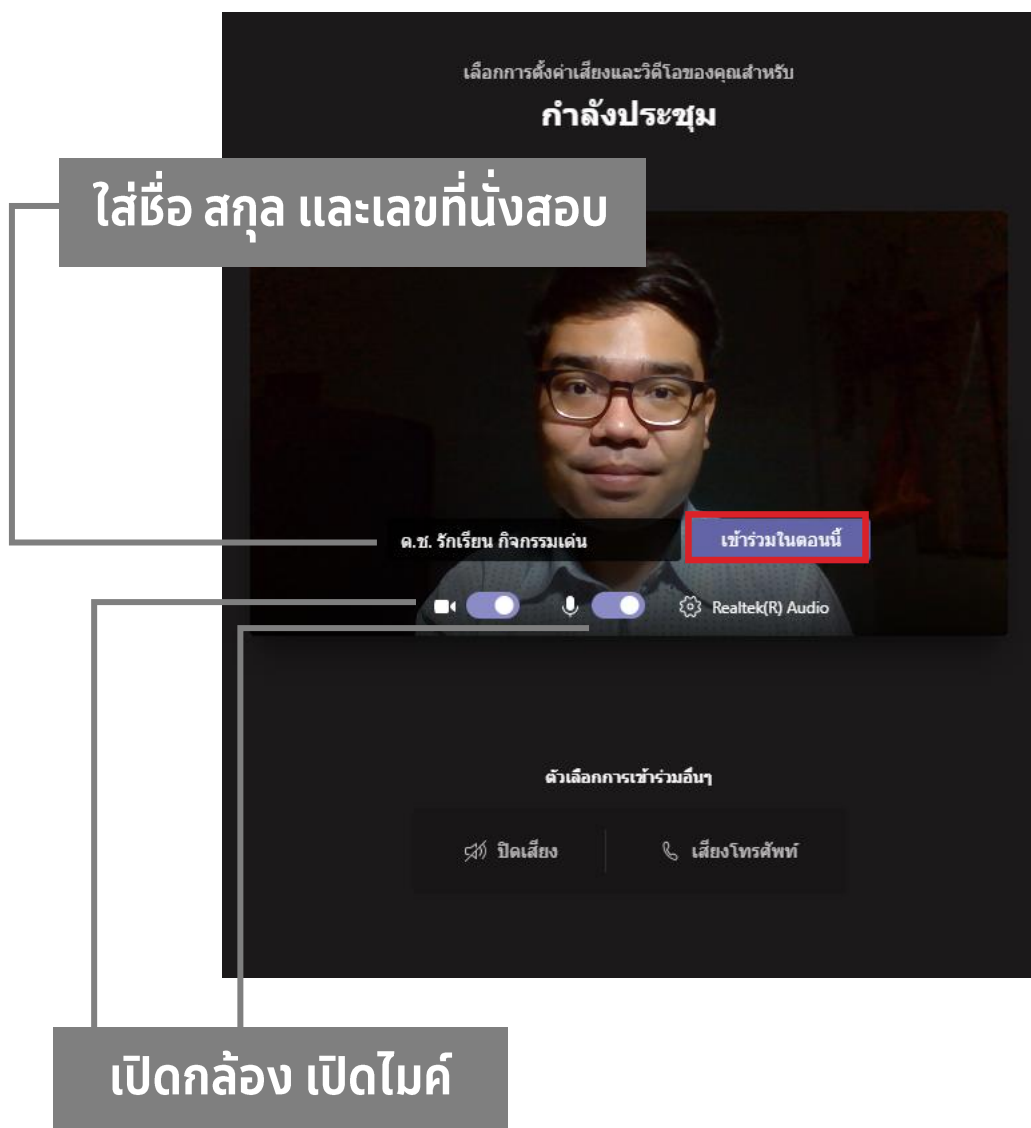 เลือกการตั้งค่าเสียงและวิดีโอของคุณสำหรับ
กำลังประชุม
ใส่ชื่อ สกุล และเลขที่นั่งสอบ
ด.ช. รักเรียน กิจกรรมเด่น
เข้าร่วมในตอนนี้
Realtek(R) Audio
ตัวเลือกการเข้าร่วมอื่นๆ
ปิดเสียง
เสียงโทรศัพท์
เปิดกล้อง เปิดไมค์